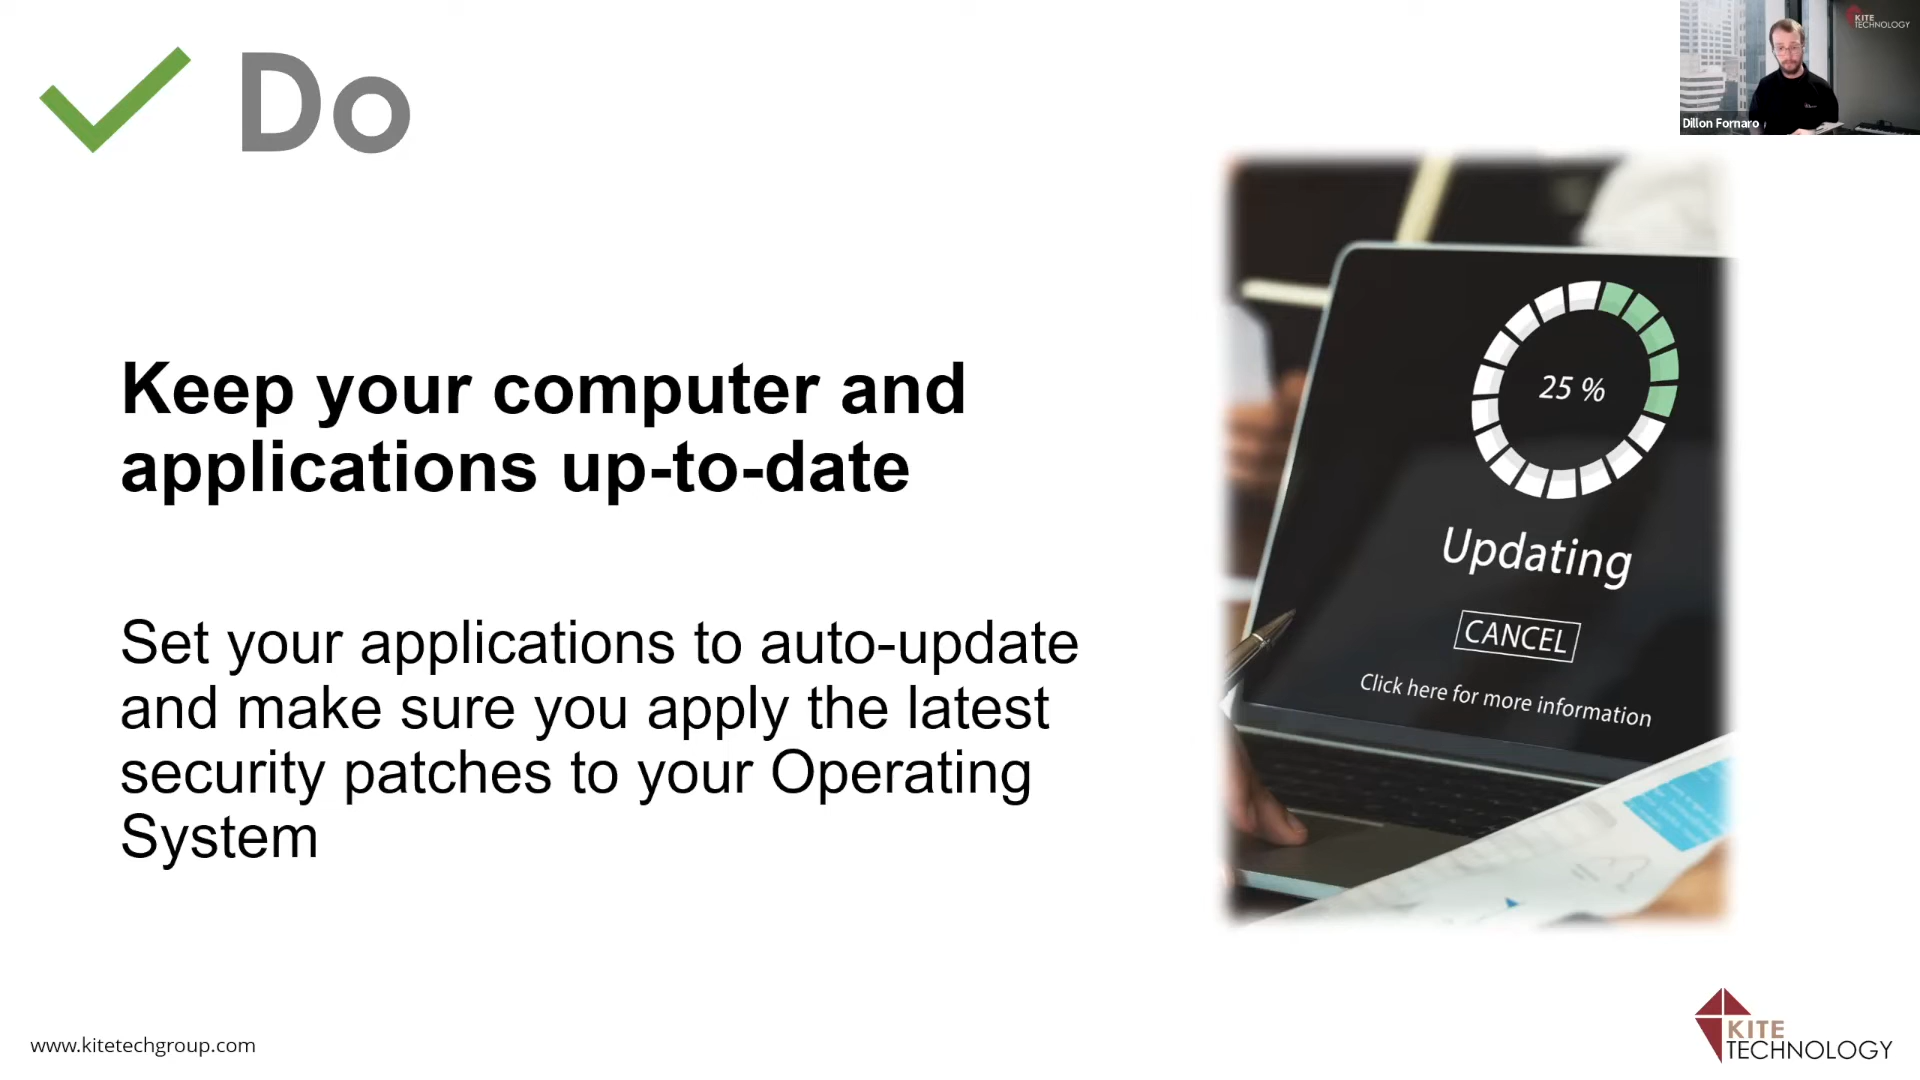 Do
KITE
TECHNOLOGY
Dillon Fornaro
Keep your computer and
applications up-to-date
Set your applications to auto-update
and make sure you apply the latest
security patches to your Operating
System
25 %
Updating
CANCEL
Click here for more information
www.kitetechgroup.com
KITE
TECHNOLOGY